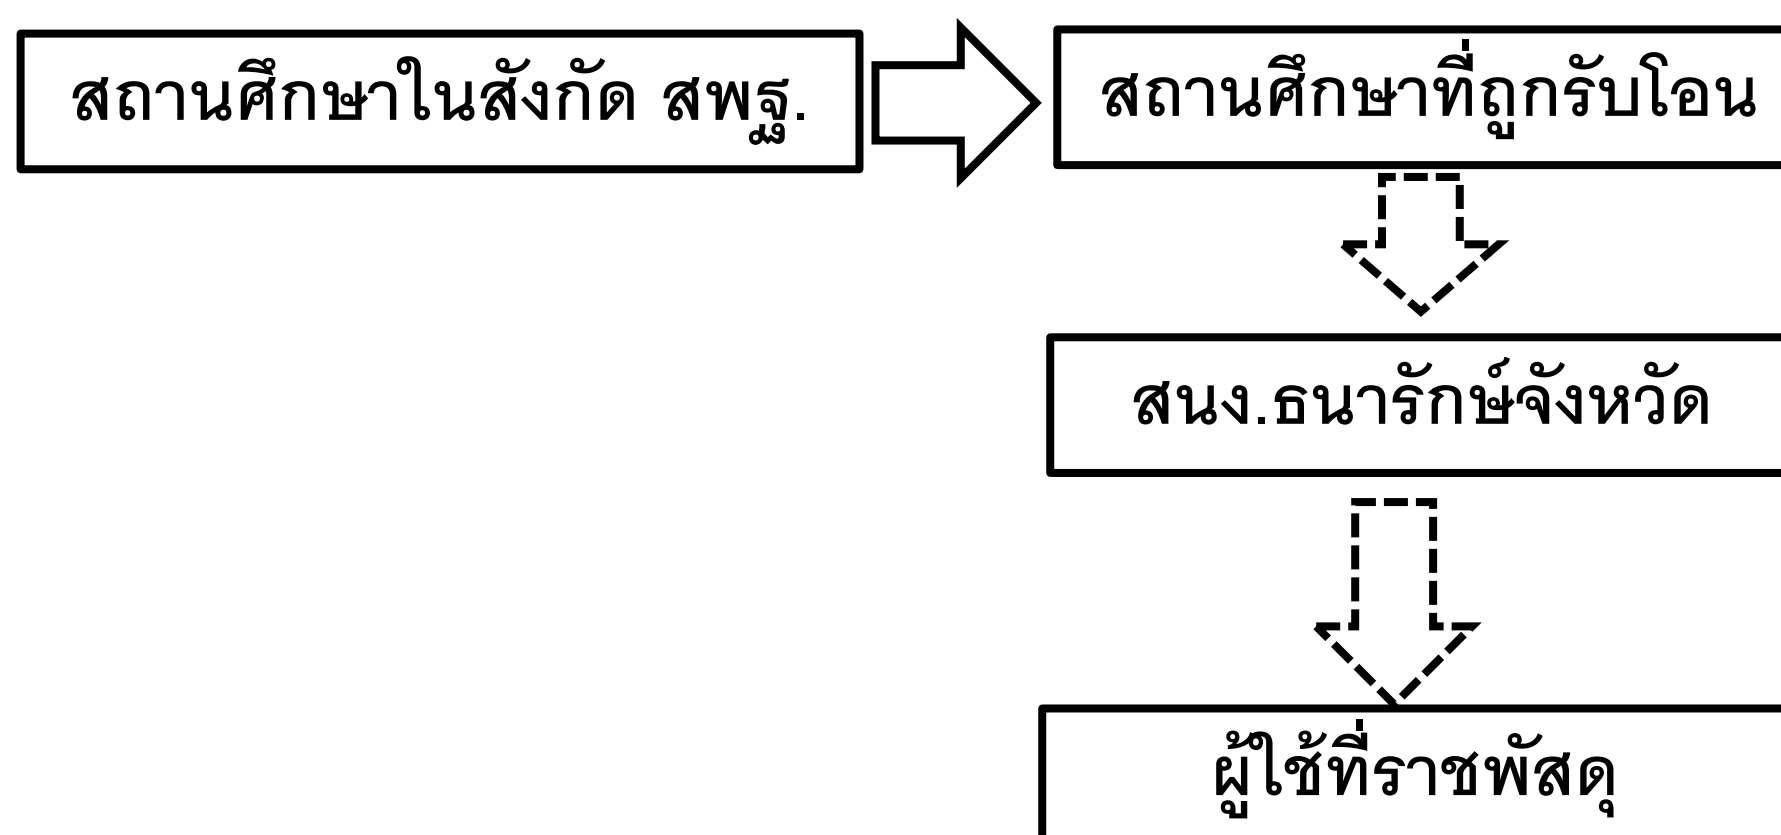 สถานศึกษาในสังกัด สพฐ.
สถานศึกษาที่ถูกรับโอน
สนง.ธนารักษ์จังหวัด
ผู้ใช้ที่ราชพัสดุ